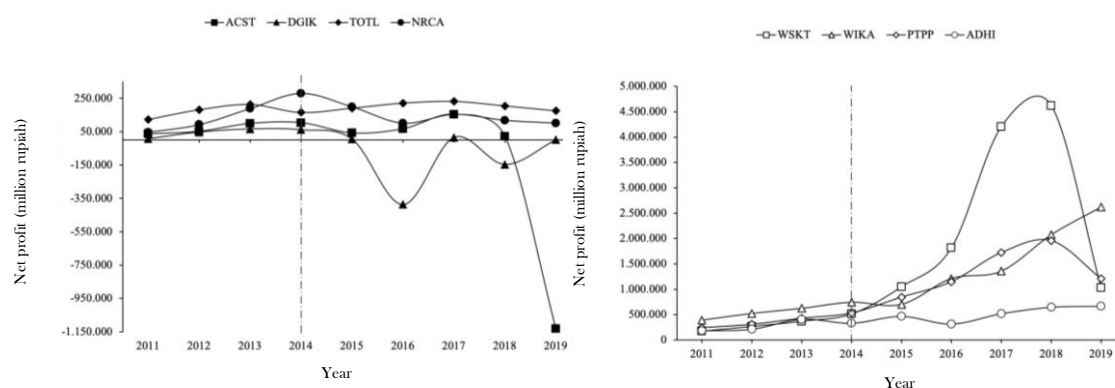 ACST DGIK TOTL NRCA
Net profit (million rupiah)
250.000
50.000
-150.000
-350.000
-550.000
-750.000
-950.000
-1.150.000
2011 2012 2013 2014 2015 2016 2017 2018 2019
Year
WSKT WIKA PTPP ADHI
Net profit (million rupiah)
5.000.000
4.500.000
4.000.000
3.500.000
3.000.000
2.500.000
2.000.000
1.500.000
1.000.000
500.000
0
2011 2012 2013 2014 2015 2016 2017 2018 2019
Year